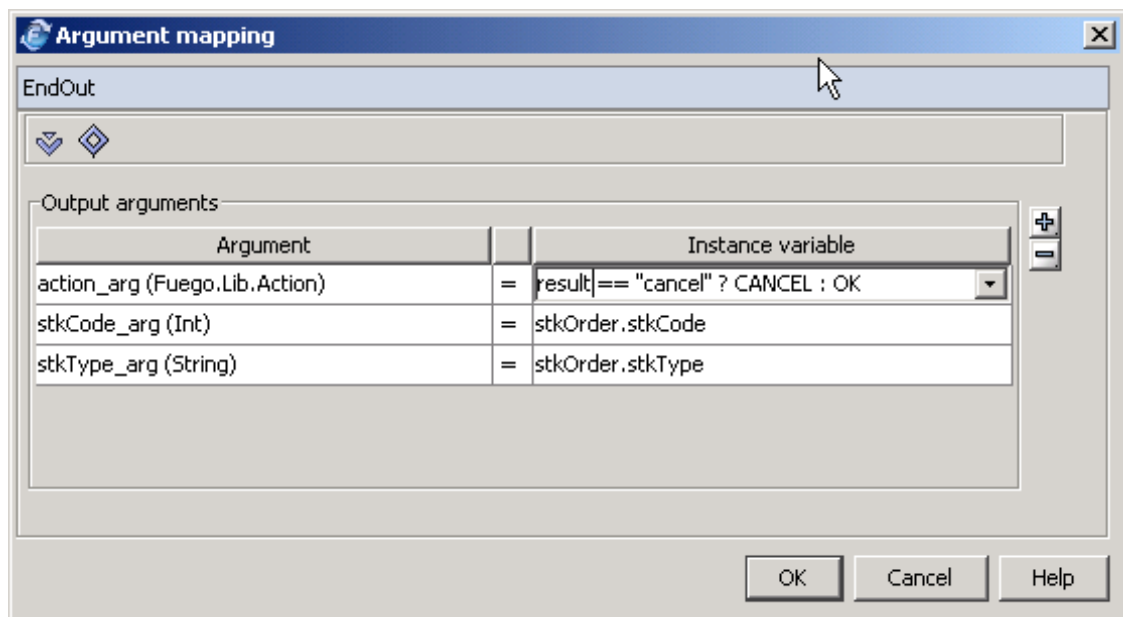 Argument mapping
EndOut
Output arguments
Argument Instance variable
action_arg (Fuego.Lib.Action) = result == "cancel" ? CANCEL : OK
stkCode_arg (Int) = stkOrder.stkCode
stkType_arg (String) = stkOrder.stkType
OK Cancel Help